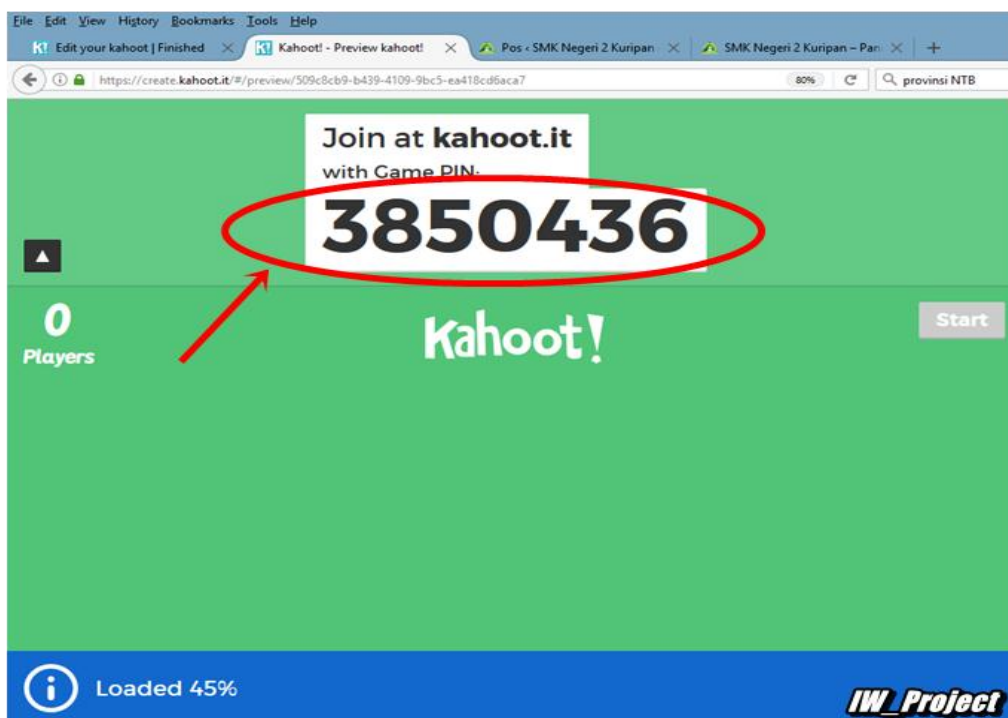 File Edit View History Bookmarks Tools Help
K! Edit your kahoot | Finished Kahoot! - Preview kahoot! Pos ‹ SMK Negeri 2 Kuripan SMK Negeri 2 Kuripan – Pan
https://create.kahoot.it/#/preview/509c8cb9-b439-4109-9bc5-ea418cd6aca7 80% provinsi NTB
Join at kahoot.it
with Game PIN:
3850436
0
Players
Kahoot!
Start
Loaded 45%
IW_Project